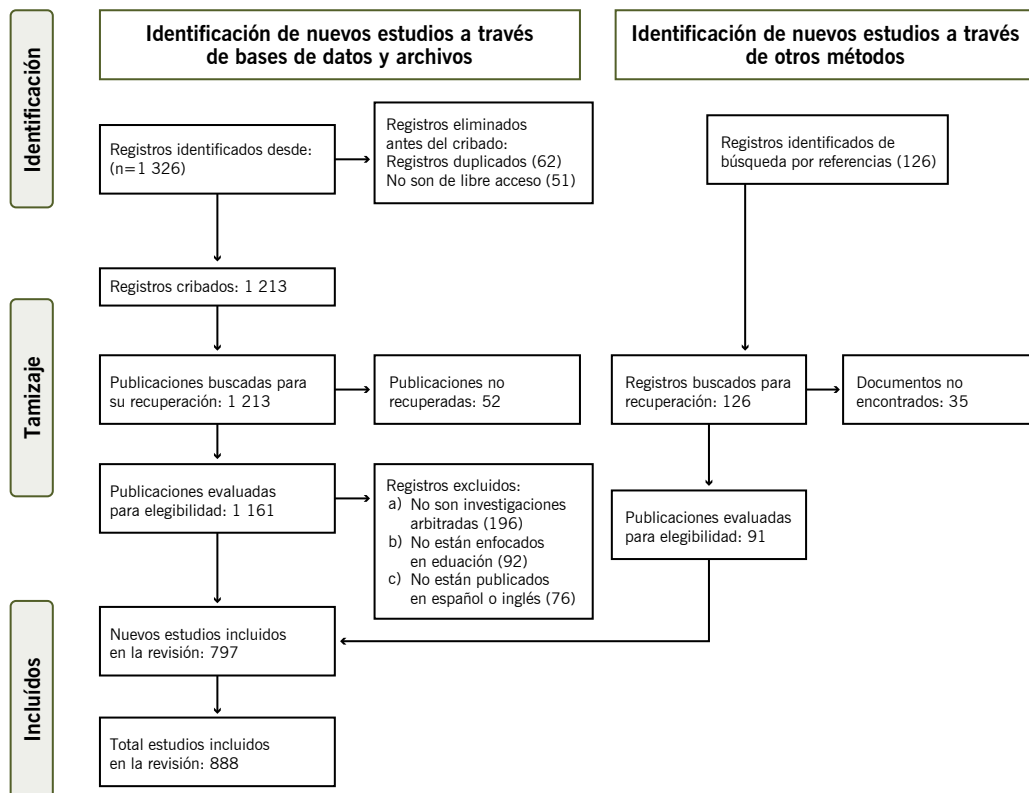 Identificación de nuevos estudios a través
de bases de datos y archivos
Identificación de nuevos estudios a través
de otros métodos
Identificación
Registros identificados desde:
(n=1 326)
Registros eliminados
antes del cribado:
Registros duplicados (62)
No son de libre acceso (51)
Registros identificados de
búsqueda por referencias (126)
Registros cribados: 1 213
Tamizaje
Publicaciones buscadas para
su recuperación: 1 213
Publicaciones no
recuperadas: 52
Registros buscados para
recuperación: 126
Documentos no
encontrados: 35
Publicaciones evaluadas
para elegibilidad: 1 161
Registros excluidos:
a) No son investigaciones
arbitradas (196)
b) No están enfocados
en eduación (92)
c) No están publicados
en español o inglés (76)
Publicaciones evaluadas
para elegibilidad: 91
Incluídos
Nuevos estudios incluidos
en la revisión: 797
Total estudios incluidos
en la revisión: 888